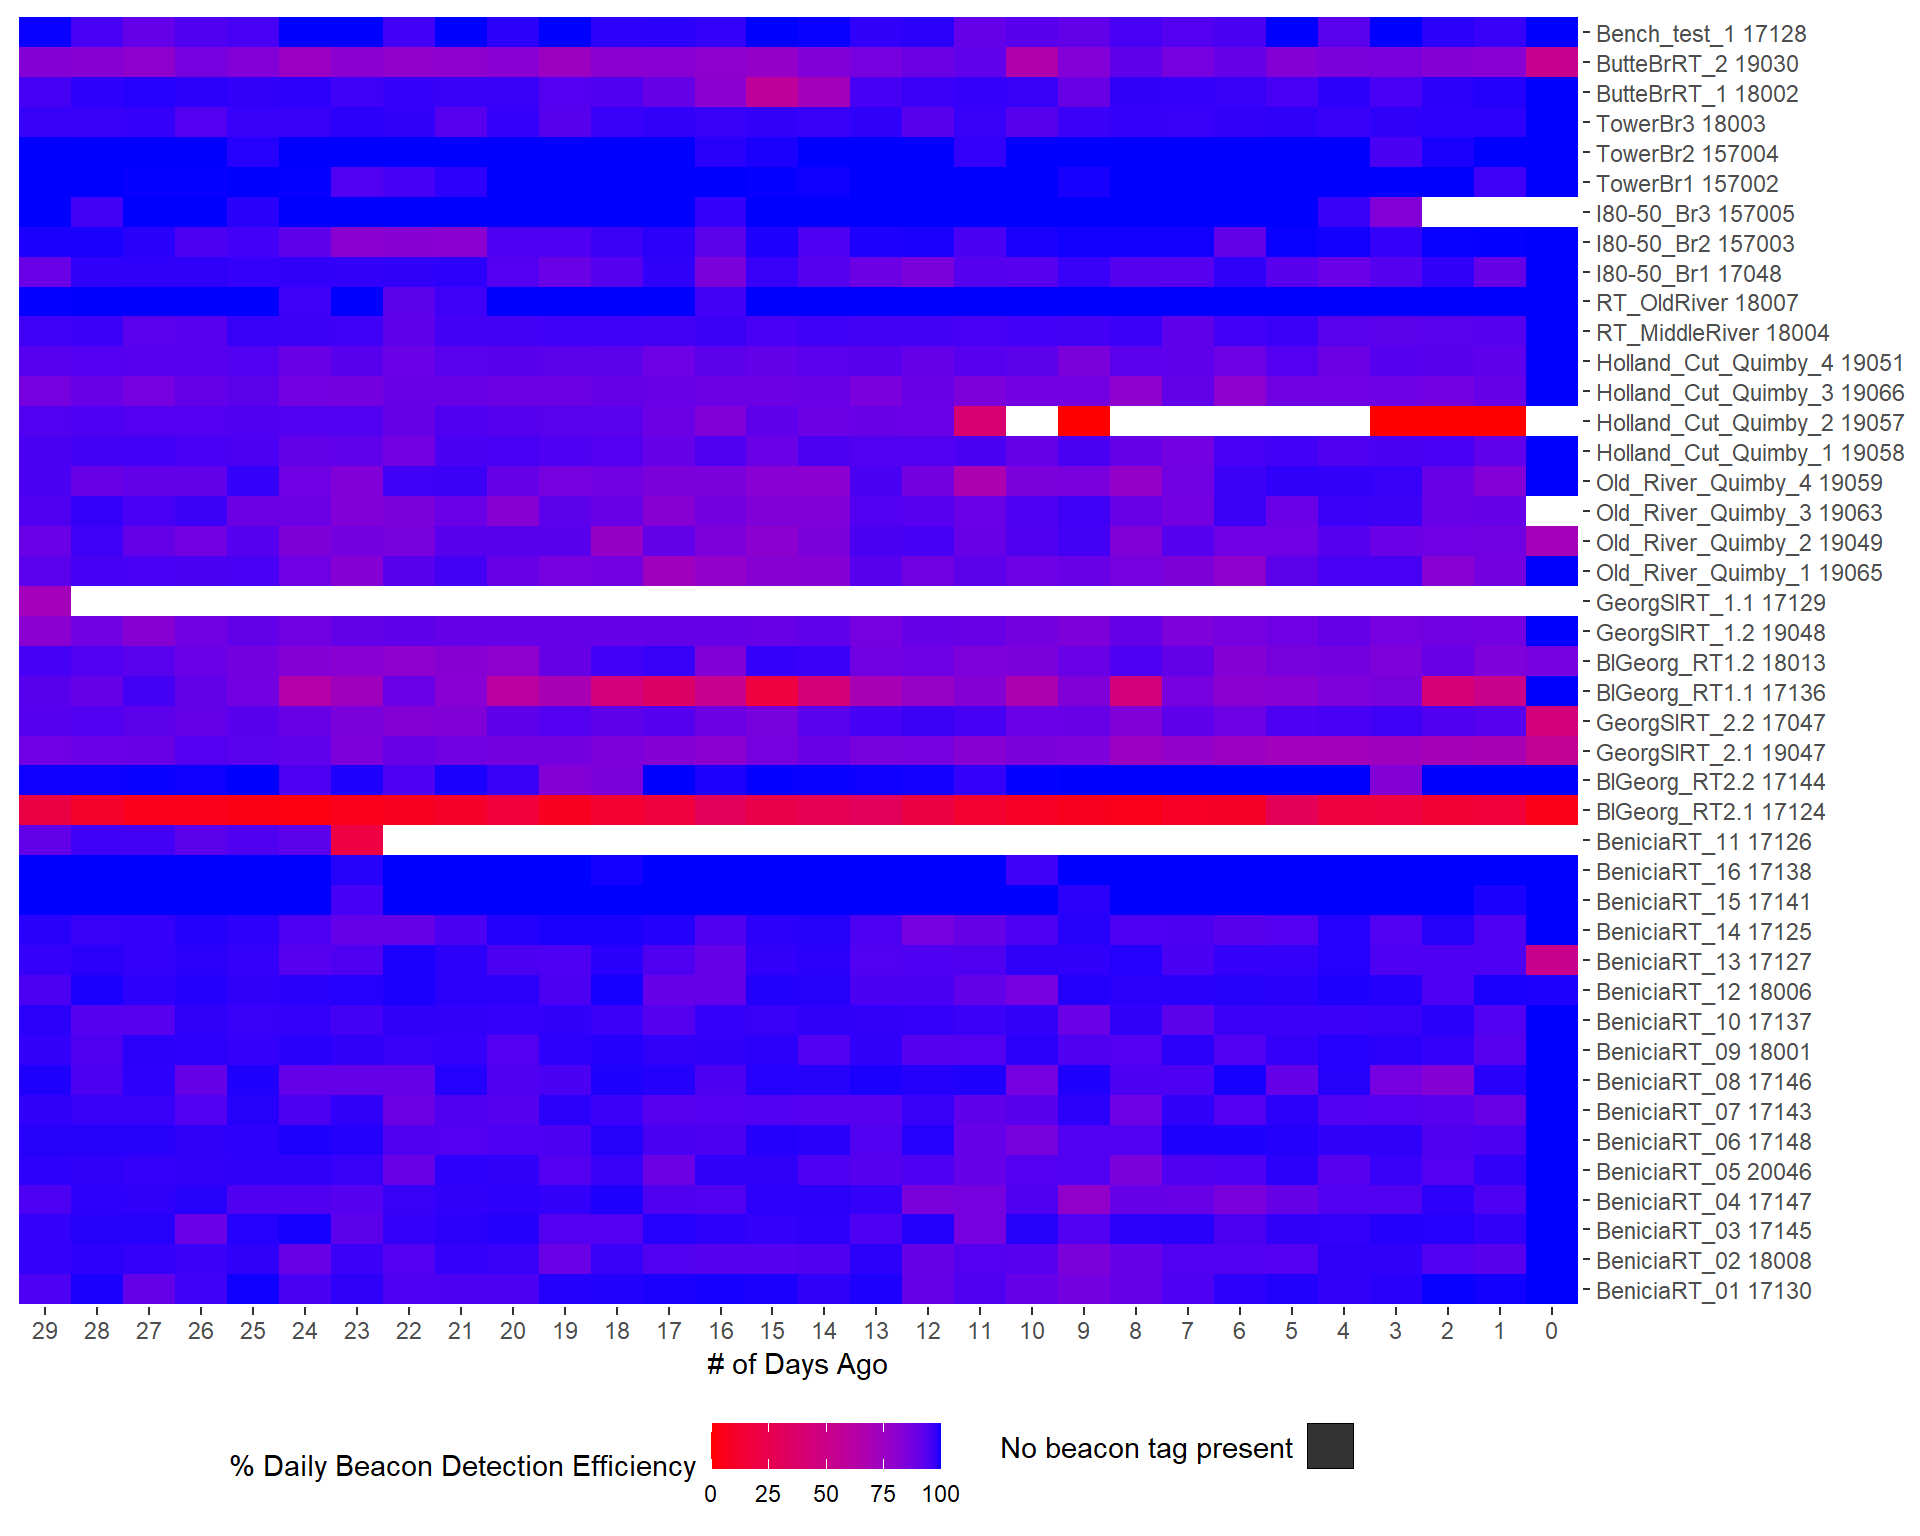 Bench_test_1 17128
ButteBrRT_2 19030
ButteBrRT_1 18002
TowerBr3 18003
TowerBr2 157004
TowerBr1 157002
I80-50_Br3 157005
I80-50_Br2 157003
I80-50_Br1 17048
RT_OldRiver 18007
RT_MiddleRiver 18004
Holland_Cut_Quimby_4 19051
Holland_Cut_Quimby_3 19066
Holland_Cut_Quimby_2 19057
Holland_Cut_Quimby_1 19058
Old_River_Quimby_4 19059
Old_River_Quimby_3 19063
Old_River_Quimby_2 19049
Old_River_Quimby_1 19065
GeorgSlRT_1.1 17129
GeorgSlRT_1.2 19048
BlGeorg_RT1.2 18013
BlGeorg_RT1.1 17136
GeorgSlRT_2.2 17047
GeorgSlRT_2.1 19047
BlGeorg_RT2.2 17144
BlGeorg_RT2.1 17124
BeniciaRT_11 17126
BeniciaRT_16 17138
BeniciaRT_15 17141
BeniciaRT_14 17125
BeniciaRT_13 17127
BeniciaRT_12 18006
BeniciaRT_10 17137
BeniciaRT_09 18001
BeniciaRT_08 17146
BeniciaRT_07 17143
BeniciaRT_06 17148
BeniciaRT_05 20046
BeniciaRT_04 17147
BeniciaRT_03 17145
BeniciaRT_02 18008
BeniciaRT_01 17130
29 28 27 26 25 24 23 22 21 20 19 18 17 16 15 14 13 12 11 10 9 8 7 6 5 4 3 2 1 0
# of Days Ago
% Daily Beacon Detection Efficiency
0 25 50 75 100
No beacon tag present